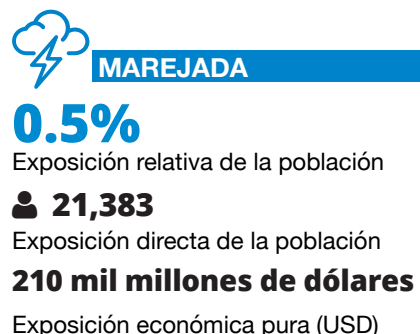 MAREJADA
0.5%
Exposición relativa de la población
21,383
Exposición directa de la población
210 mil millones de dólares
Exposición económica pura (USD)